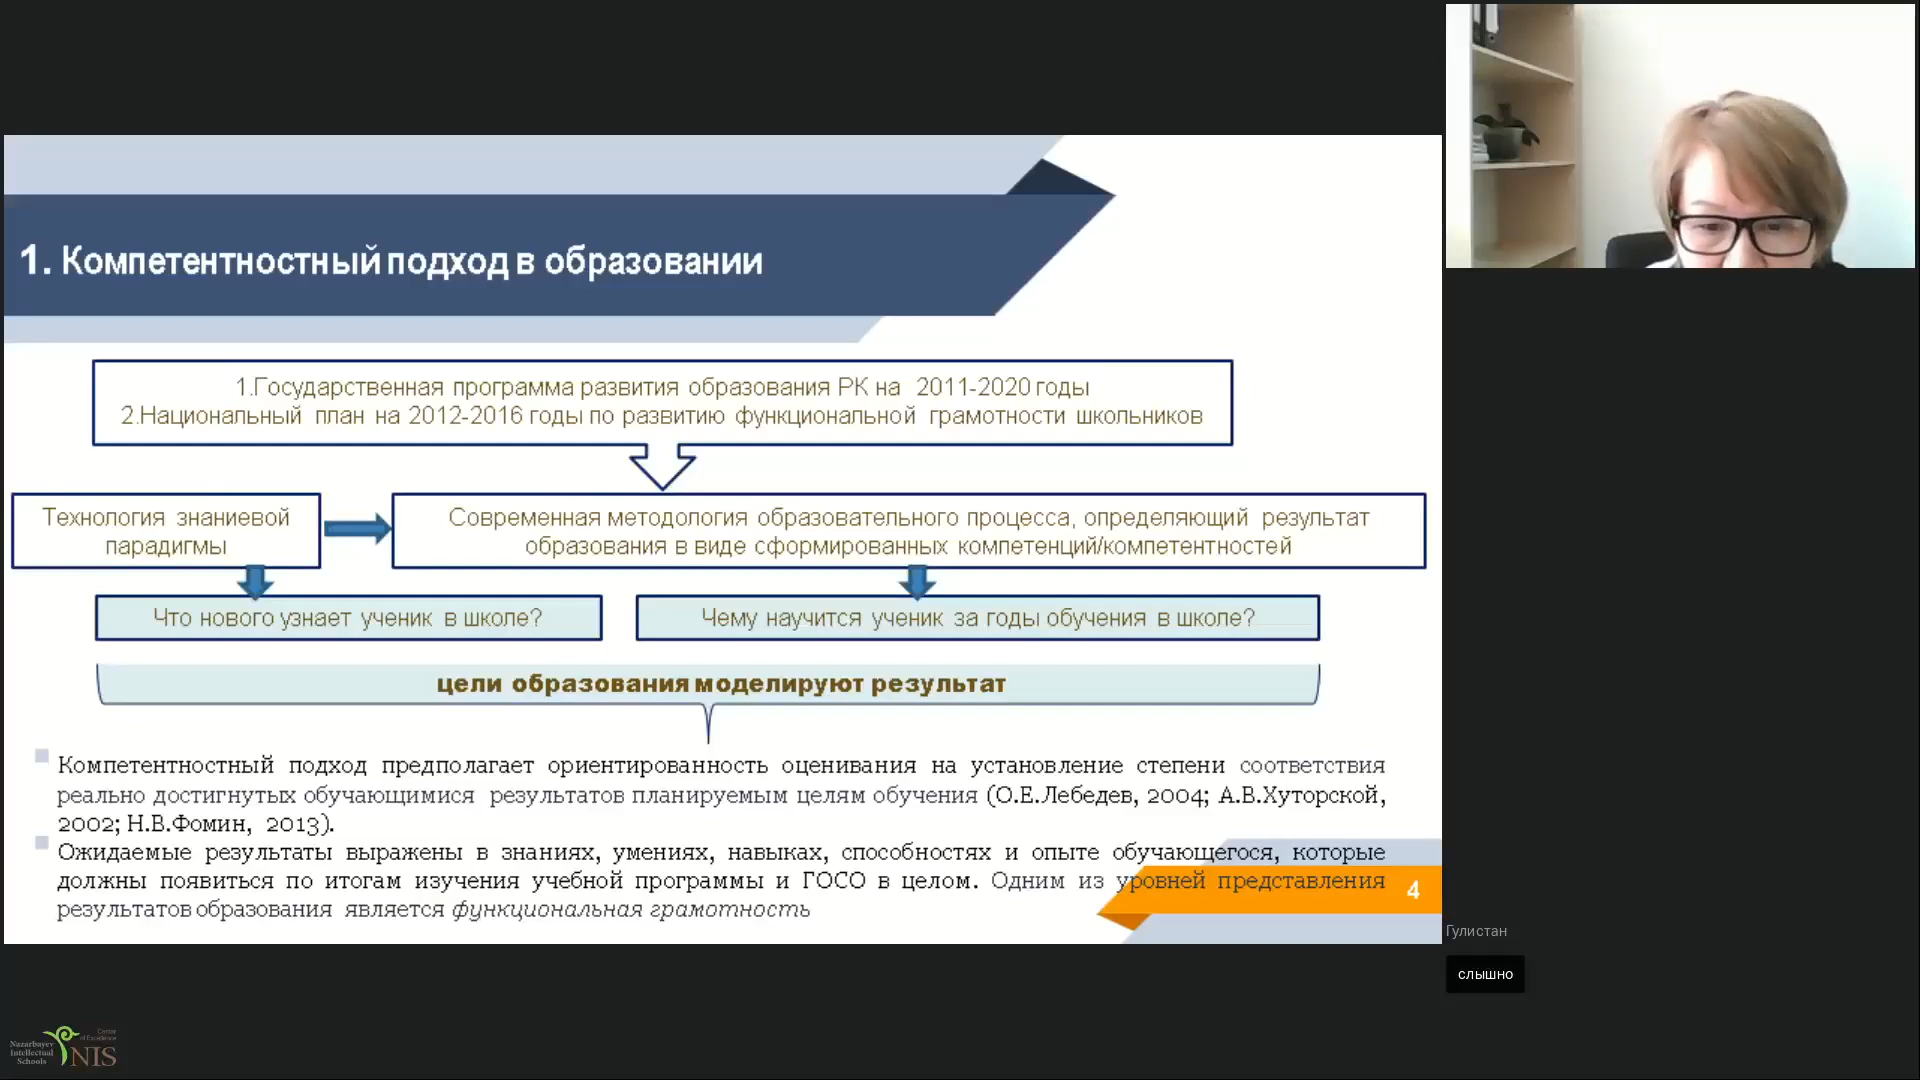 1. Компетентностный подход в образовании
1.Государственная программа развития образования РК на 2011-2020 годы
2.Национальный план на 2012-2016 годы по развитию функциональной грамотности школьников
Технология знаниевой
парадигмы
Современная методология образовательного процесса, определяющий результат
образования в виде сформированных компетенций/компетентностей
Что нового узнает ученик в школе?
Чему научится ученик за годы обучения в школе?
цели образования моделируют результат
Компетентностный подход предполагает ориентированность оценивания на установление степени соответствия
реально достигнутых обучающимися результатов планируемым целям обучения (О.Е.Лебедев, 2004; А.В.Хуторской,
2002; Н.В.Фомин, 2013).
Ожидаемые результаты выражены в знаниях, умениях, навыках, способностях и опыте обучающегося, которые
должны появиться по итогам изучения учебной программы и ГОСО в целом. Одним из уровней представления
результатов образования является функциональная грамотность
4
Гулистан
слышно
Nazarbayev
Intellectual
Schools
NIS
Center
of Excellence